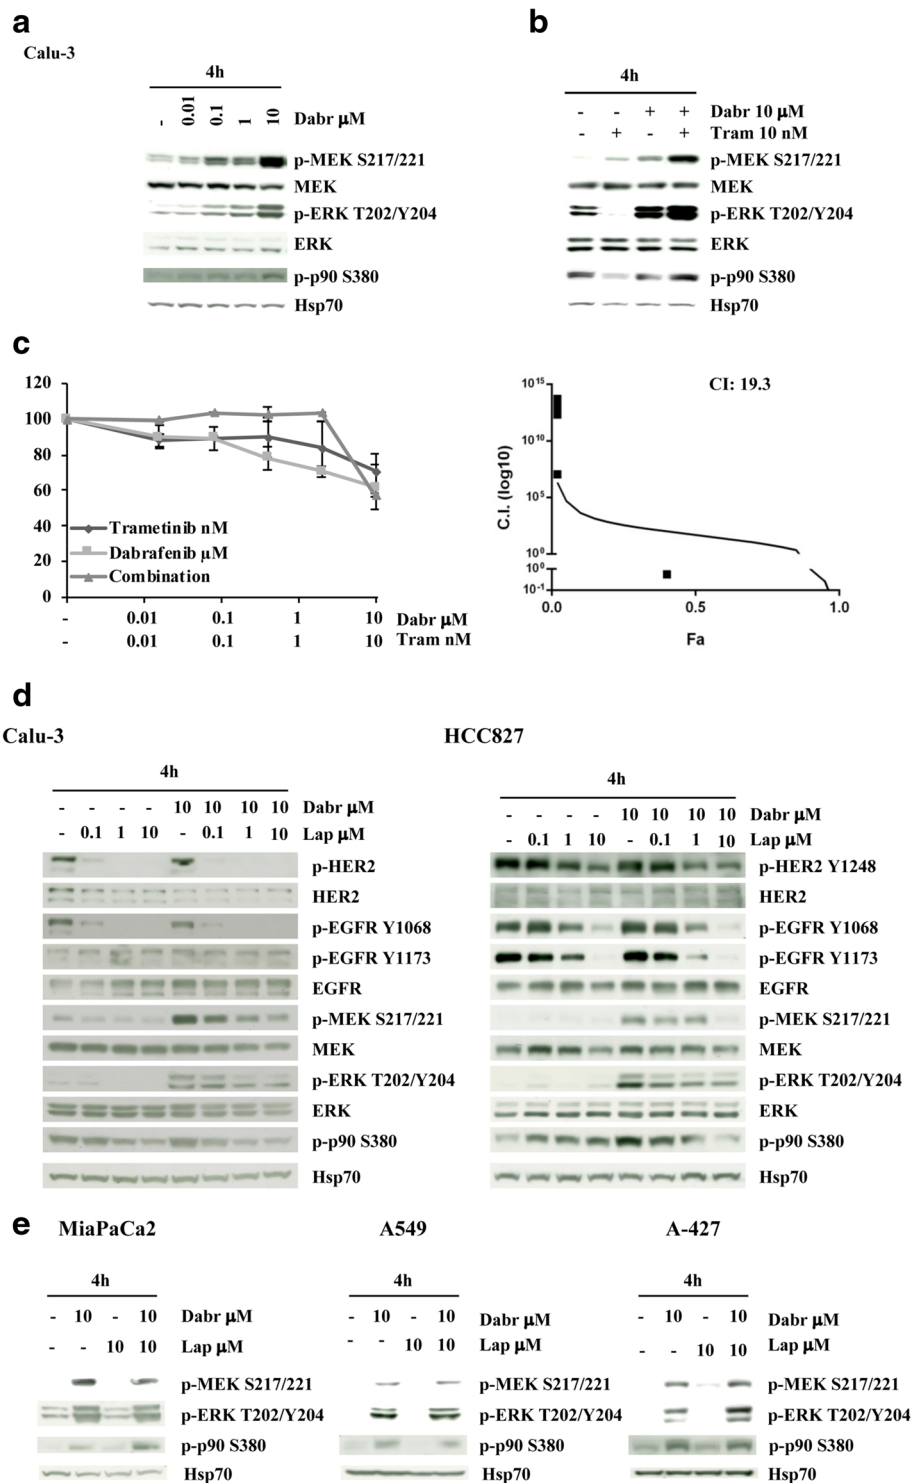 a
Calu-3
4h
- 0.01 0.1 1 10 Dabr µM
p-MEK S217/221
MEK
p-ERK T202/Y204
ERK
p-p90 S380
Hsp70
b
4h
- - + + Dabr 10 µM
- + - + Tram 10 nM
p-MEK S217/221
MEK
p-ERK T202/Y204
ERK
p-p90 S380
Hsp70
c
120
100
80
60
40
20
0
Trametinib nM
Dabrafenib µM
Combination
- 0.01 0.1 1 10 Dabr µM
- 0.01 0.1 1 10 Tram nM
CI: 19.3
C.I. (log10)
10^15
10^10
10^5
10^0
10^0
10^-1
0.0 0.5 1.0
Fa
d
Calu-3
4h
- - - - 10 10 10 10 Dabr µM
- 0.1 1 10 - 0.1 1 10 Lap µM
p-HER2
HER2
p-EGFR Y1068
p-EGFR Y1173
EGFR
p-MEK S217/221
MEK
p-ERK T202/Y204
ERK
p-p90 S380
Hsp70
HCC827
4h
- - - - 10 10 10 10 Dabr µM
- 0.1 1 10 - 0.1 1 10 Lap µM
p-HER2 Y1248
HER2
p-EGFR Y1068
p-EGFR Y1173
EGFR
p-MEK S217/221
MEK
p-ERK T202/Y204
ERK
p-p90 S380
Hsp70
e
MiaPaCa2
4h
- 10 - 10 Dabr µM
- - 10 10 Lap µM
p-MEK S217/221
p-ERK T202/Y204
p-p90 S380
Hsp70
A549
4h
- 10 - 10 Dabr µM
- - 10 10 Lap µM
p-MEK S217/221
p-ERK T202/Y204
p-p90 S380
Hsp70
A-427
4h
- 10 - 10 Dabr µM
- - 10 10 Lap µM
p-MEK S217/221
p-ERK T202/Y204
p-p90 S380
Hsp70